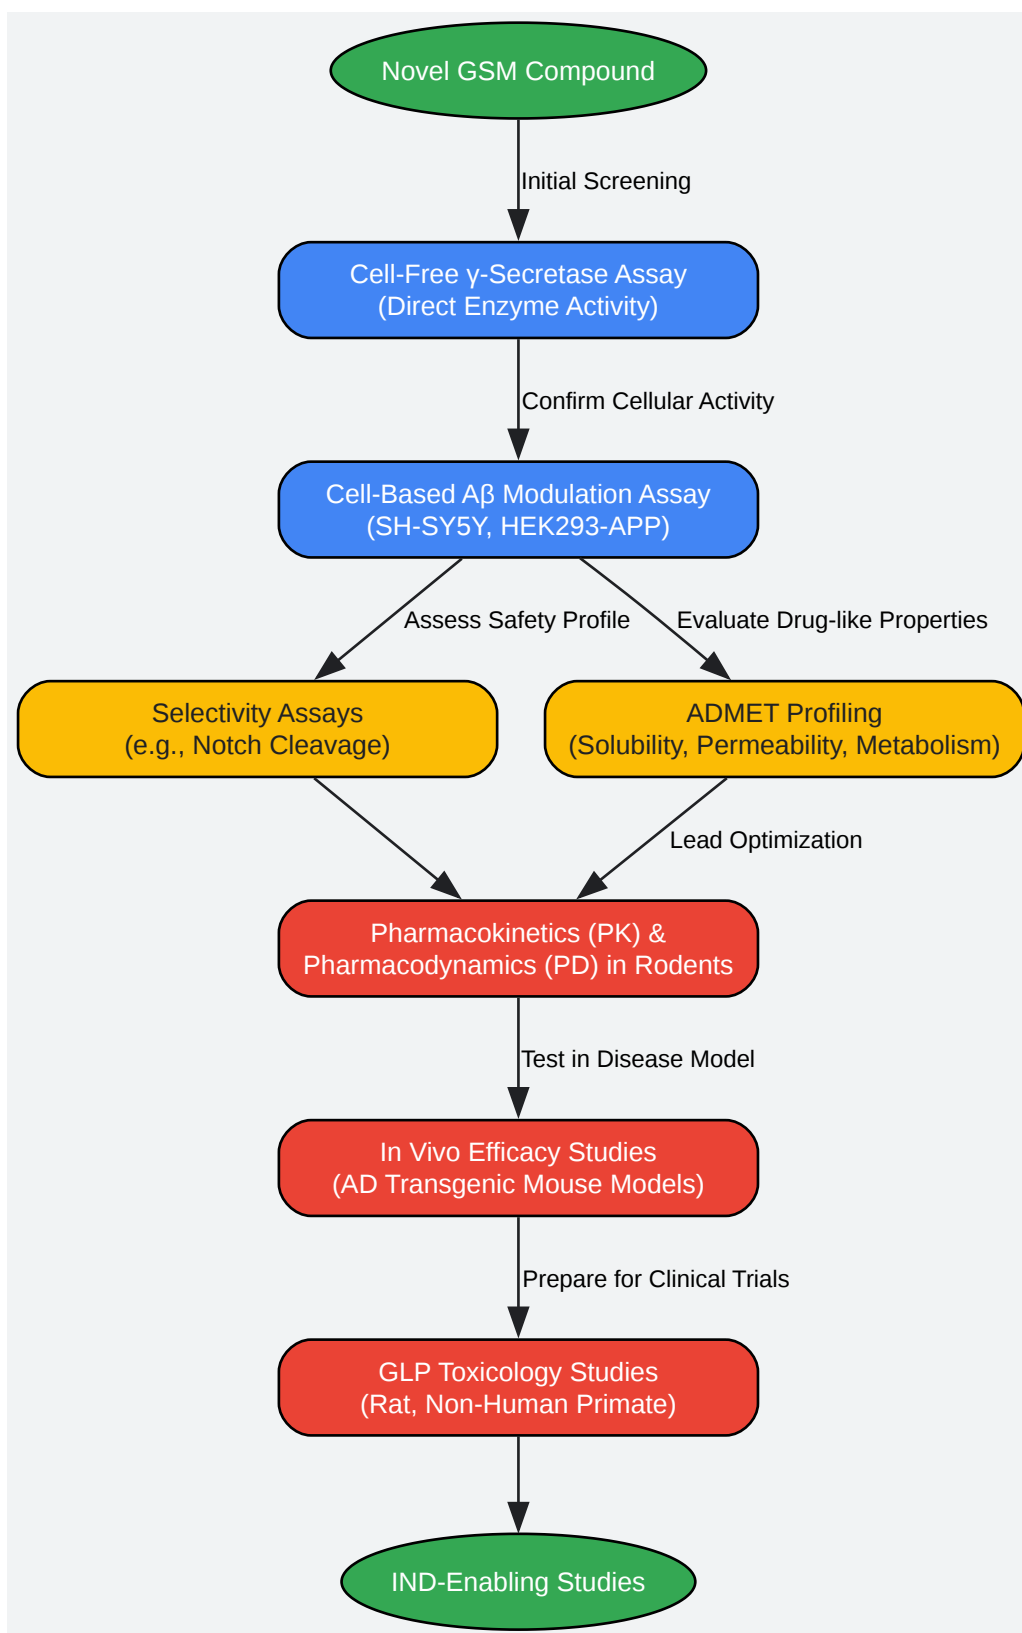 Novel GSM Compound
Initial Screening
Cell-Free γ-Secretase Assay
(Direct Enzyme Activity)
Confirm Cellular Activity
Cell-Based Aβ Modulation Assay
(SH-SY5Y, HEK293-APP)
Assess Safety Profile
Evaluate Drug-like Properties
Selectivity Assays
(e.g., Notch Cleavage)
ADMET Profiling
(Solubility, Permeability, Metabolism)
Lead Optimization
Pharmacokinetics (PK) &
Pharmacodynamics (PD) in Rodents
Test in Disease Model
In Vivo Efficacy Studies
(AD Transgenic Mouse Models)
Prepare for Clinical Trials
GLP Toxicology Studies
(Rat, Non-Human Primate)
IND-Enabling Studies